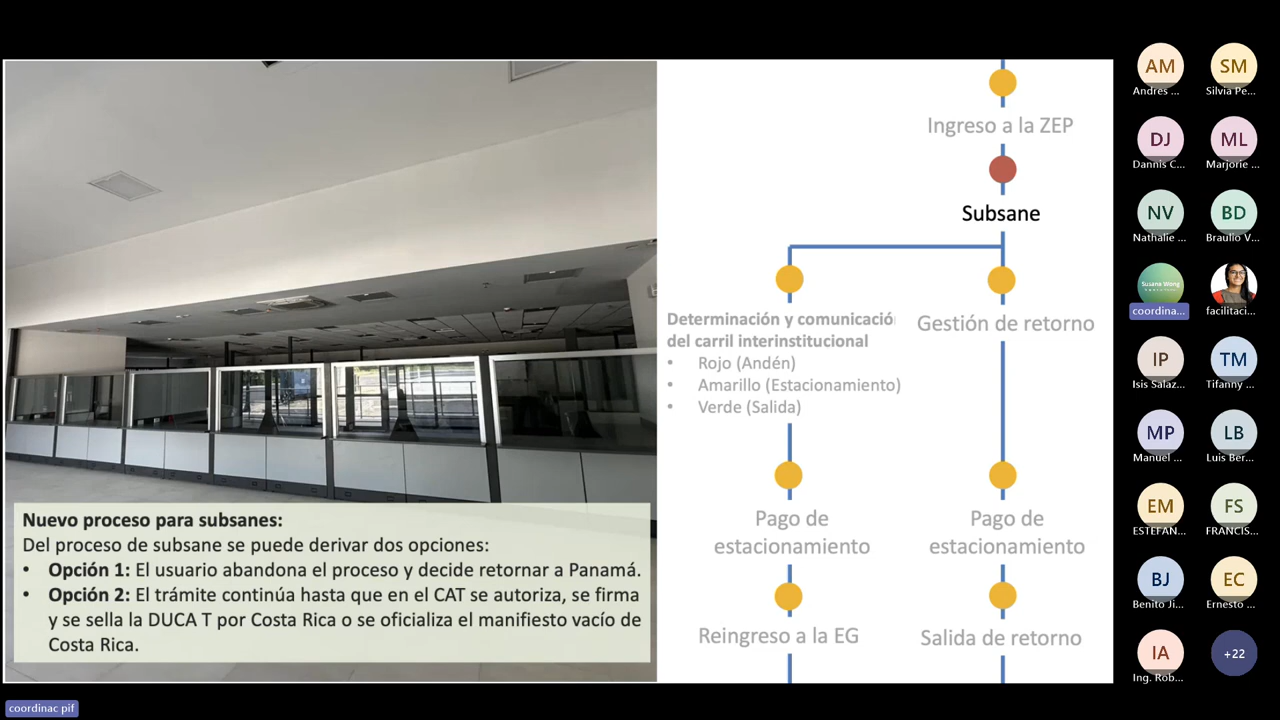 Nuevo proceso para subsanes:
Del proceso de subsane se puede derivar dos opciones:
• Opción 1: El usuario abandona el proceso y decide retornar a Panamá.
• Opción 2: El trámite continúa hasta que en el CAT se autoriza, se firma
y se sella la DUCA T por Costa Rica o se oficializa el manifiesto vacío de
Costa Rica.
Ingreso a la ZEP
Subsane
Determinación y comunicació
del carril interinstitucional
• Rojo (Andén)
• Amarillo (Estacionamiento)
• Verde (Salida)
Gestión de retorno
Pago de
estacionamiento
Pago de
estacionamiento
Reingreso a la EG
Salida de retorno
AM
Andres ...
SM
Silvia Pe...
DJ
Dannis C...
ML
Marjorie ...
NV
Nathalie ...
BD
Braulio V...
Susane Wong
coordina...
facilitaci...
IP
Isis Salaz...
TM
Tifanny ...
MP
Manuel ...
LB
Luis Ber...
EM
ESTEFAN...
FS
FRANCIS...
BJ
Benito Ji...
EC
Ernesto ...
IA
Ing. Rob...
+22
coordinac pif